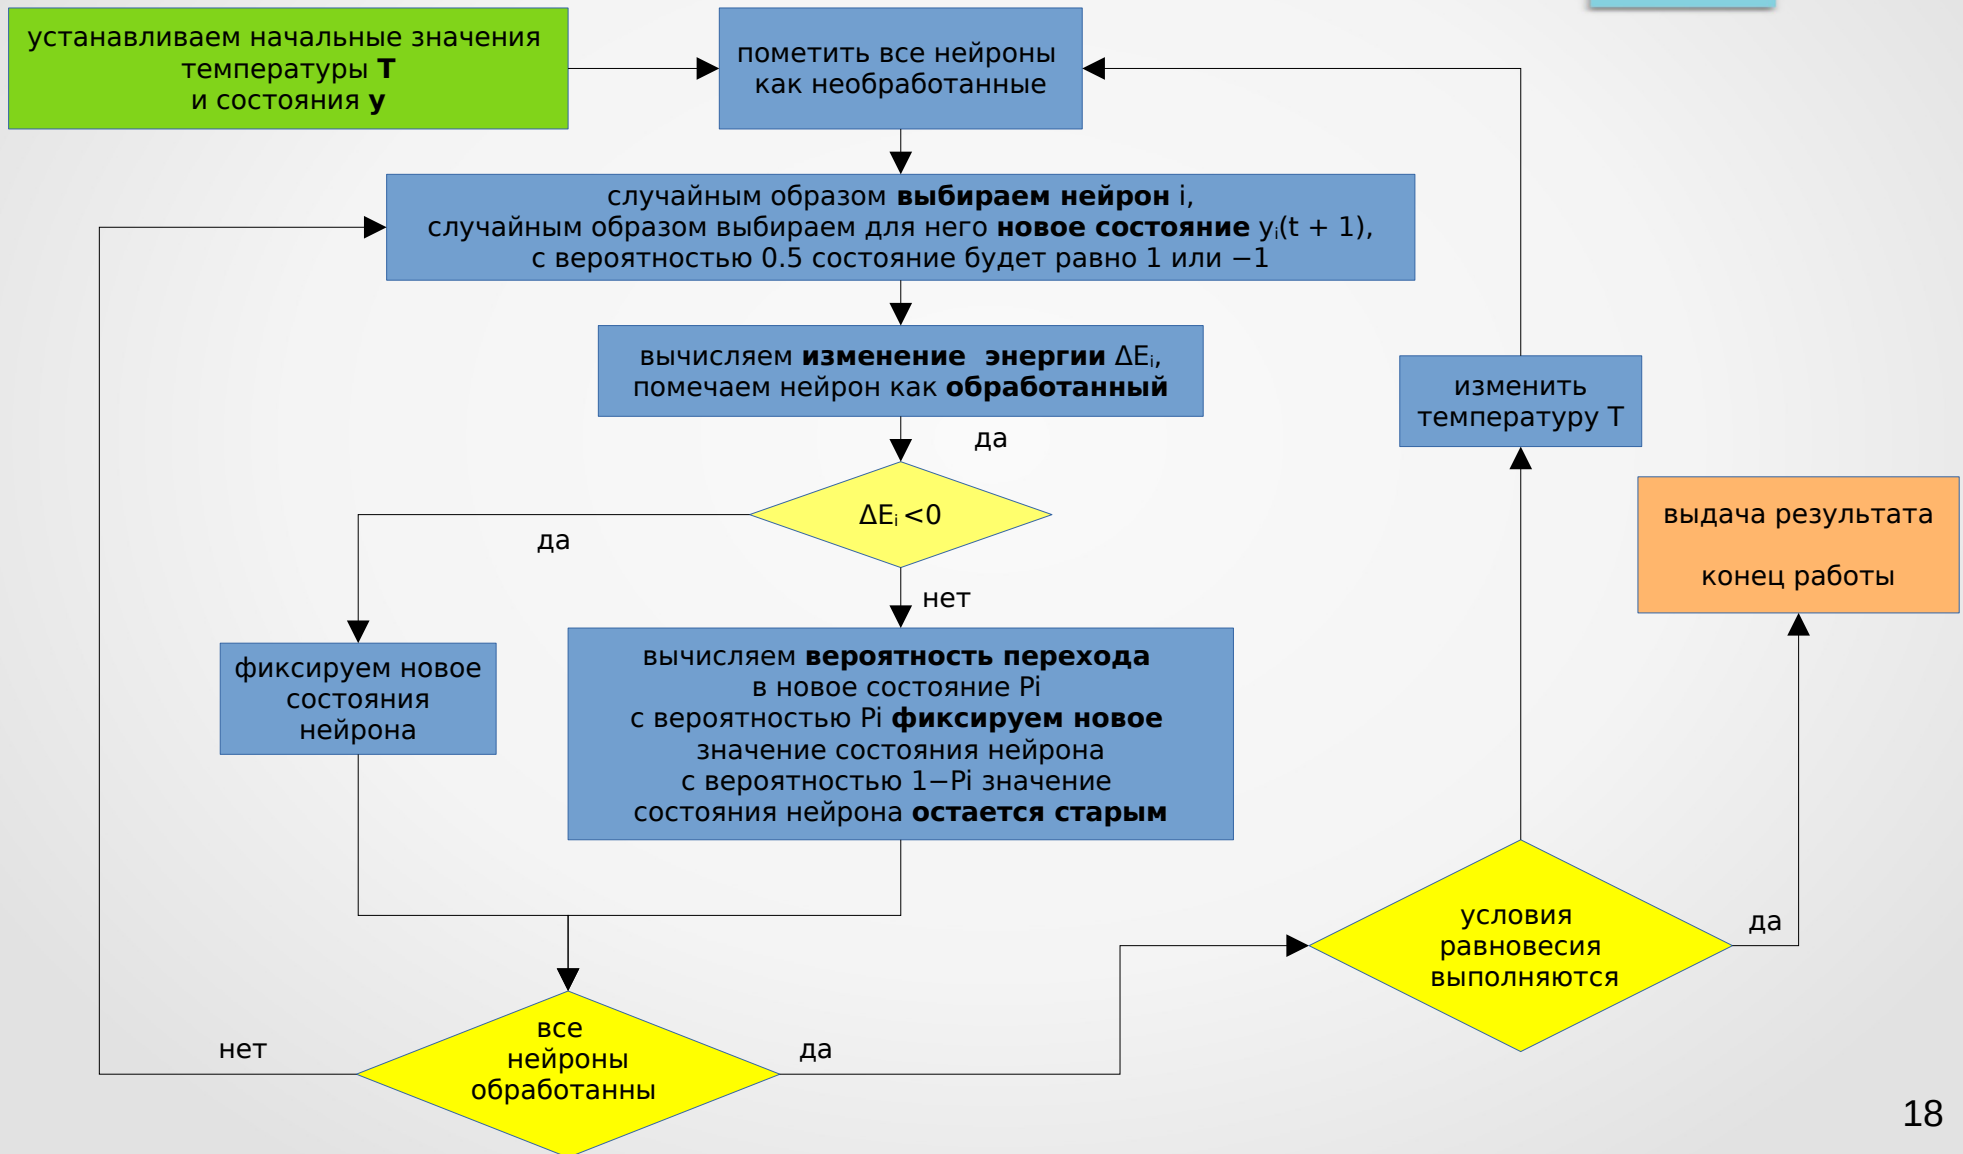 устанавливаем начальные значения
температуры T
и состояния y
пометить все нейроны
как необработанные
случайным образом выбираем нейрон i,
случайным образом выбираем для него новое состояние yᵢ(t + 1),
с вероятностью 0.5 состояние будет равно 1 или −1
вычисляем изменение  энергии ΔEᵢ,
помечаем нейрон как обработанный
да
ΔEᵢ <0
да
нет
фиксируем новое
состояния
нейрона
вычисляем вероятность перехода
в новое состояние Pi
с вероятностью Pi фиксируем новое
значение состояния нейрона
с вероятностью 1−Pi значение
состояния нейрона остается старым
все
нейроны
обработанны
нет
да
условия
равновесия
выполняются
да
изменить
температуру T
выдача результата
конец работы
18